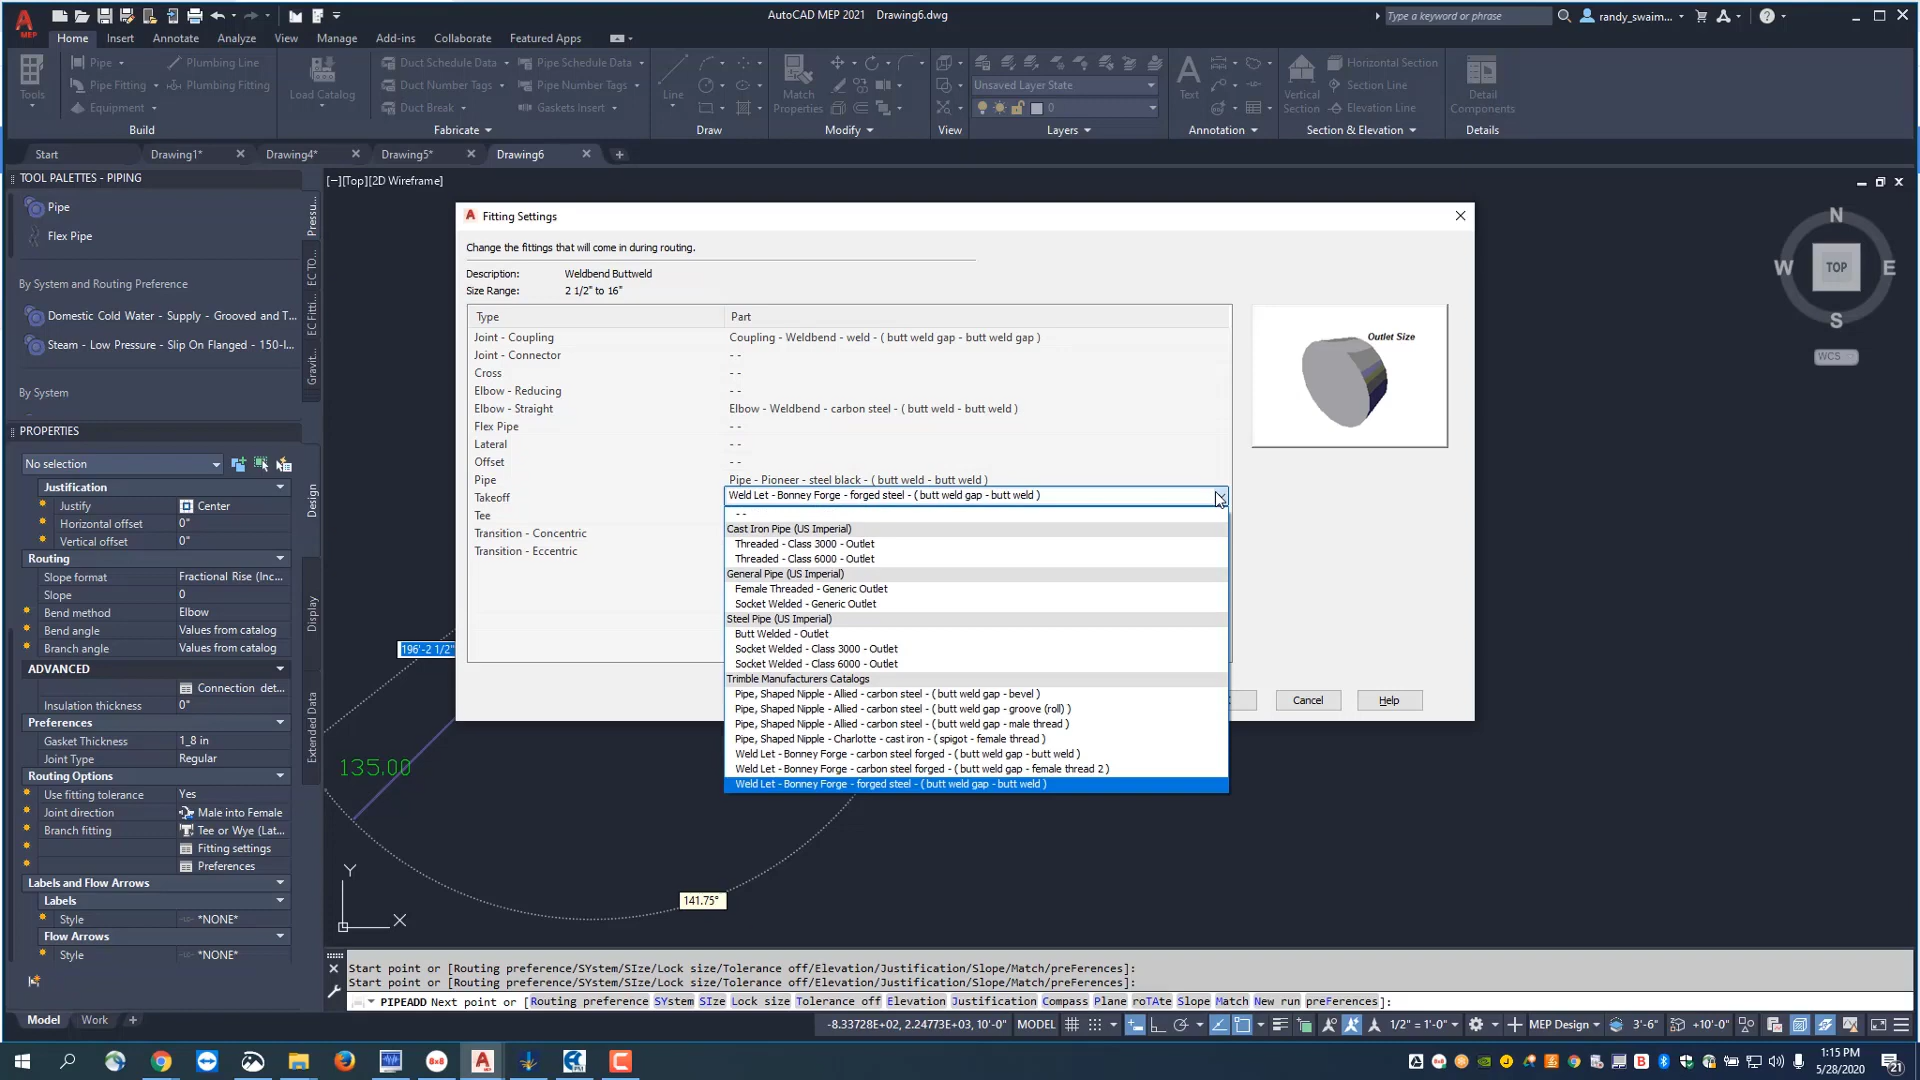 AutoCAD MEP 2021 Drawing6.dwg
Type a keyword or phrase
randy_swaim...
MEP
Home Insert Annotate Analyze View Manage Add-ins Collaborate Featured Apps
Tools
Pipe
Plumbing Line
Pipe Fitting
Plumbing Fitting
Equipment
Load Catalog
Duct Schedule Data
Pipe Schedule Data
Duct Number Tags
Pipe Number Tags
Duct Break
Gaskets Insert
Line
Match
Properties
Unsaved Layer State
0
Text
Vertical
Section
Horizontal Section
Section Line
Elevation Line
Detail
Components
Build Fabricate Draw Modify View Layers Annotation Section & Elevation Details
Start Drawing1* Drawing4* Drawing5* Drawing6
TOOL PALETTES - PIPING
Pipe
Flex Pipe
By System and Routing Preference
Domestic Cold Water - Supply - Grooved and T...
Steam - Low Pressure - Slip On Flanged - 150-l...
By System
Pressu...
EC TO...
EC Fitti...
Gravit...
PROPERTIES
No selection
Justification
Justify Center
Horizontal offset 0"
Vertical offset 0"
Routing
Slope format Fractional Rise (Inc...
Slope 0
Bend method Elbow
Bend angle Values from catalog
Branch angle Values from catalog
ADVANCED
Connection det...
Insulation thickness 0"
Preferences
Gasket Thickness 1_8 in
Joint Type Regular
Routing Options
Use fitting tolerance Yes
Joint direction Male into Female
Branch fitting Tee or Wye (Lat...
Fitting settings
Preferences
Labels and Flow Arrows
Labels
Style *NONE*
Flow Arrows
Style *NONE*
Design
Display
Extended Data
[−][Top][2D Wireframe]
N
W TOP E
S
WCS
196'-2 1/2"
135.00
141.75°
Y
X
Fitting Settings
Change the fittings that will come in during routing.
Description: Weldbend Buttweld
Size Range: 2 1/2" to 16"
Type Part
Joint - Coupling Coupling - Weldbend - weld - ( butt weld gap - butt weld gap )
Joint - Connector - -
Cross - -
Elbow - Reducing - -
Elbow - Straight Elbow - Weldbend - carbon steel - ( butt weld - butt weld )
Flex Pipe - -
Lateral - -
Offset - -
Pipe Pipe - Pioneer - steel black - ( butt weld - butt weld )
Takeoff Weld Let - Bonney Forge - forged steel - ( butt weld gap - butt weld )
Tee
Transition - Concentric
Transition - Eccentric
- -
Cast Iron Pipe (US Imperial)
Threaded - Class 3000 - Outlet
Threaded - Class 6000 - Outlet
General Pipe (US Imperial)
Female Threaded - Generic Outlet
Socket Welded - Generic Outlet
Steel Pipe (US Imperial)
Butt Welded - Outlet
Socket Welded - Class 3000 - Outlet
Socket Welded - Class 6000 - Outlet
Trimble Manufacturers Catalogs
Pipe, Shaped Nipple - Allied - carbon steel - ( butt weld gap - bevel )
Pipe, Shaped Nipple - Allied - carbon steel - ( butt weld gap - groove (roll) )
Pipe, Shaped Nipple - Allied - carbon steel - ( butt weld gap - male thread )
Pipe, Shaped Nipple - Charlotte - cast iron - ( spigot - female thread )
Weld Let - Bonney Forge - carbon steel forged - ( butt weld gap - butt weld )
Weld Let - Bonney Forge - carbon steel forged - ( butt weld gap - female thread 2 )
Weld Let - Bonney Forge - forged steel - ( butt weld gap - butt weld )
Outlet Size
Cancel Help
Start point or [Routing preference/SYstem/SIze/Lock size/Tolerance off/Elevation/Justification/Slope/Match/preFerences]:
Start point or [Routing preference/SYstem/SIze/Lock size/Tolerance off/Elevation/Justification/Slope/Match/preFerences]:
PIPEADD Next point or [Routing preference SYstem SIze Lock size Tolerance off Elevation Justification Compass Plane roTAte Slope Match New run preFerences]:
Model Work
-8.33728E+02, 2.24773E+03, 10'-0" MODEL 1/2" = 1'-0" MEP Design 3'-6" +10'-0"
8x8
1:15 PM
5/28/2020
21